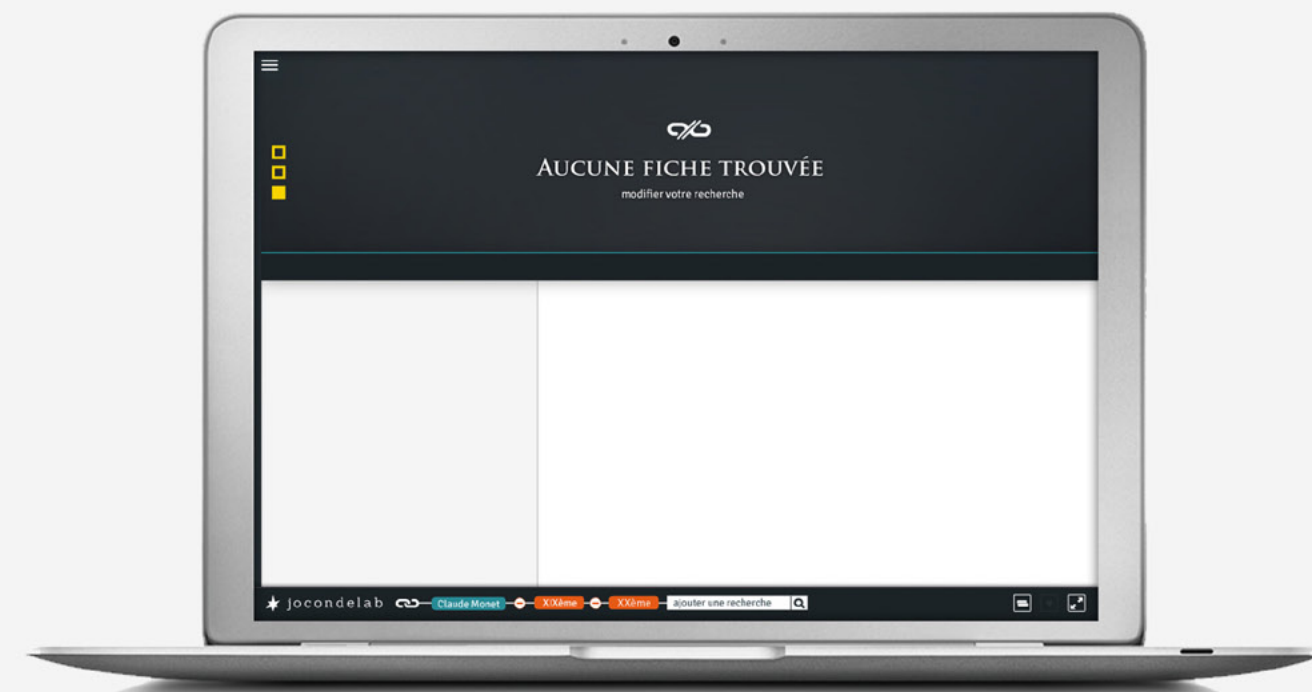 AUCUNE FICHE TROUVÉE
modifier votre recherche
jocondelab Claude Monet XIXème XXème ajouter une recherche